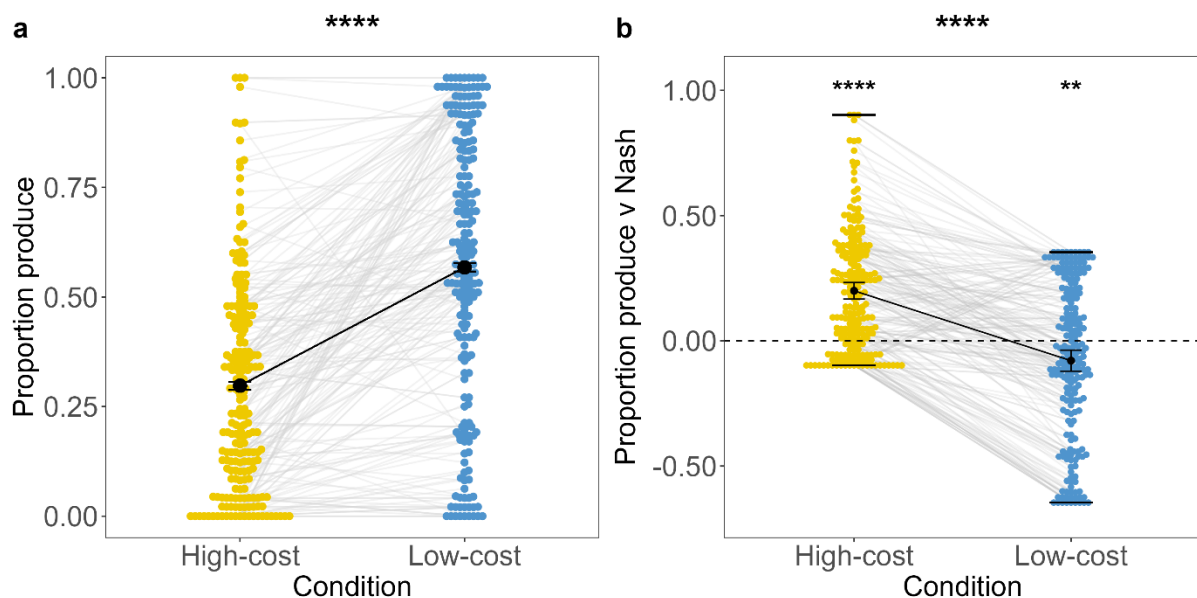 a
****
1.00
0.75
0.50
0.25
0.00
Proportion produce
High-cost
Low-cost
Condition
b
****
****
**
1.00
0.50
0.00
-0.50
Proportion produce v Nash
High-cost
Low-cost
Condition